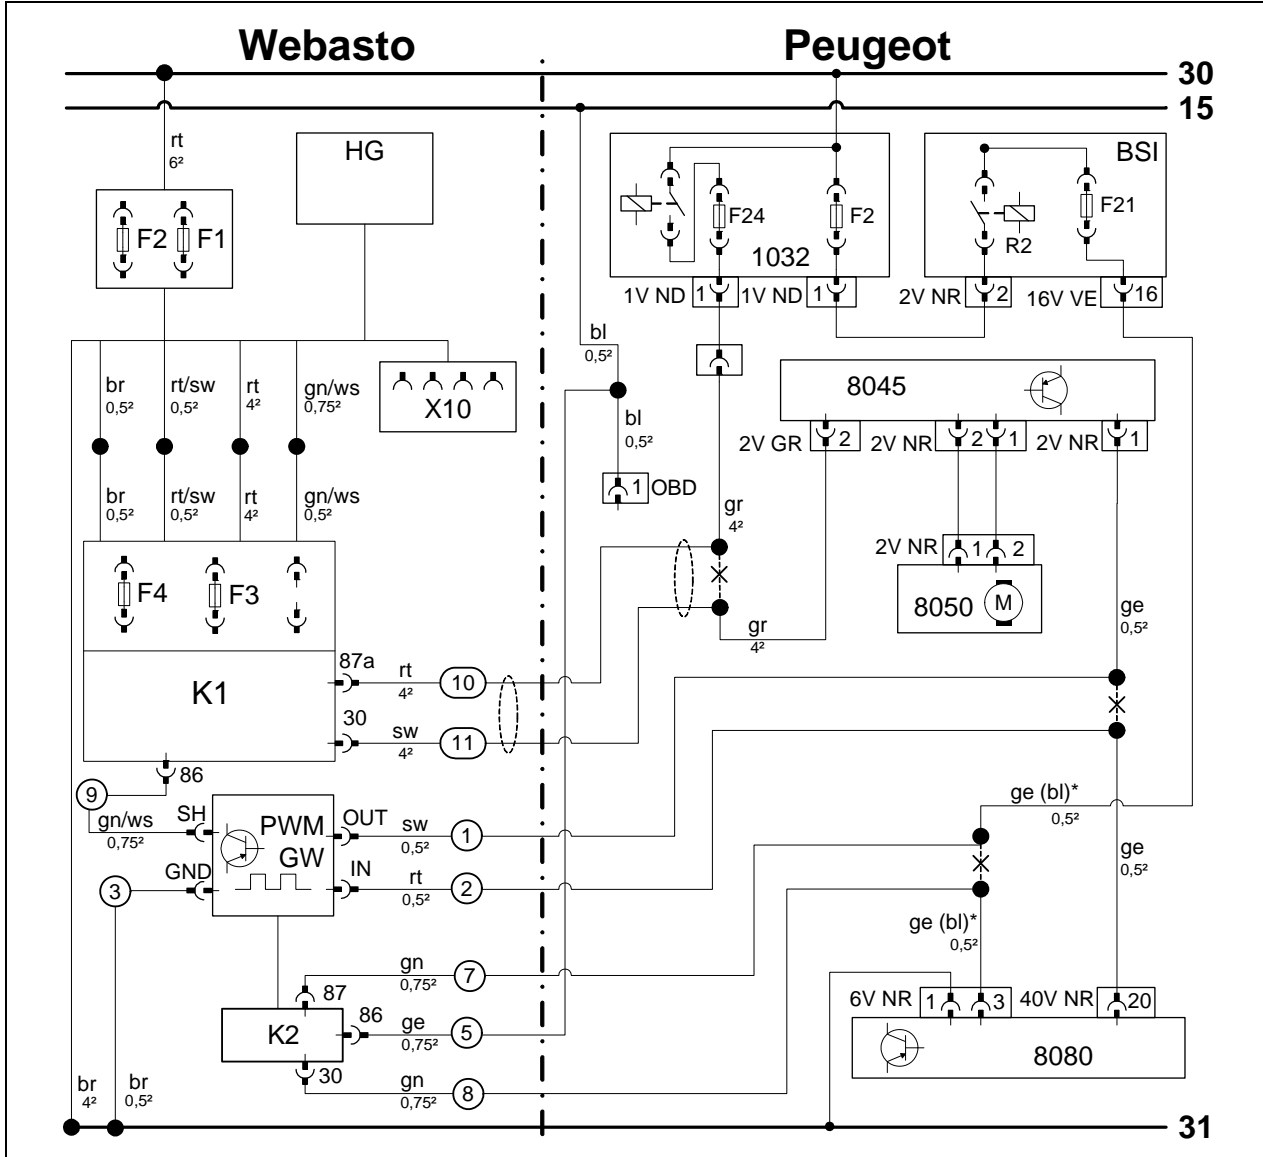 Webasto Peugeot
30
15
rt
6²
HG
BSI
F2 F1
F24 F2
R2 F21
1032
1V ND 1 1V ND 1 2V NR 2 16V VE 16
bl
0,5²
br
0,5²
rt/sw
0,5²
rt
4²
gn/ws
0,75²
X10
8045
bl
0,5²
2V GR 2 2V NR 2 1 2V NR 1
1 OBD
br
0,5²
rt/sw
0,5²
rt
4²
gn/ws
0,5²
gr
4²
2V NR 1 2
F4 F3
8050 M
ge
0,5²
gr
4²
K1
87a
rt
4²
10
30
sw
4²
11
86
9
gn/ws
0,75²
SH
PWM
GW
OUT
sw
0,5²
1
ge (bl)*
0,5²
GND
IN
rt
0,5²
2
3
ge
0,5²
ge (bl)*
0,5²
gn
0,75²
7
87
6V NR 1 3 40V NR 20
K2
86
ge
0,75²
5
8080
30
gn
0,75²
8
br
4²
br
0,5²
31